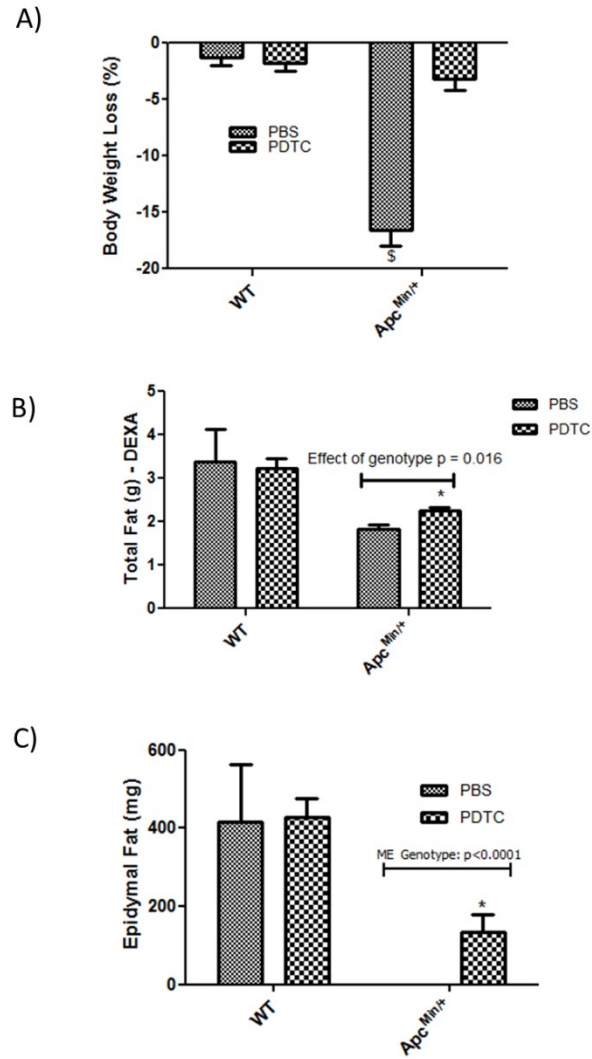 A)
Body Weight Loss (%)
0
-5
-10
-15
-20
PBS
PDTC
$
WT
Apc Min/+
B)
Total Fat (g) - DEXA
5
4
3
2
1
0
PBS
PDTC
Effect of genotype p = 0.016
*
WT
Apc Min/+
C)
Epidymal Fat (mg)
600
400
200
0
PBS
PDTC
ME Genotype: p<0.0001
*
WT
Apc Min/+